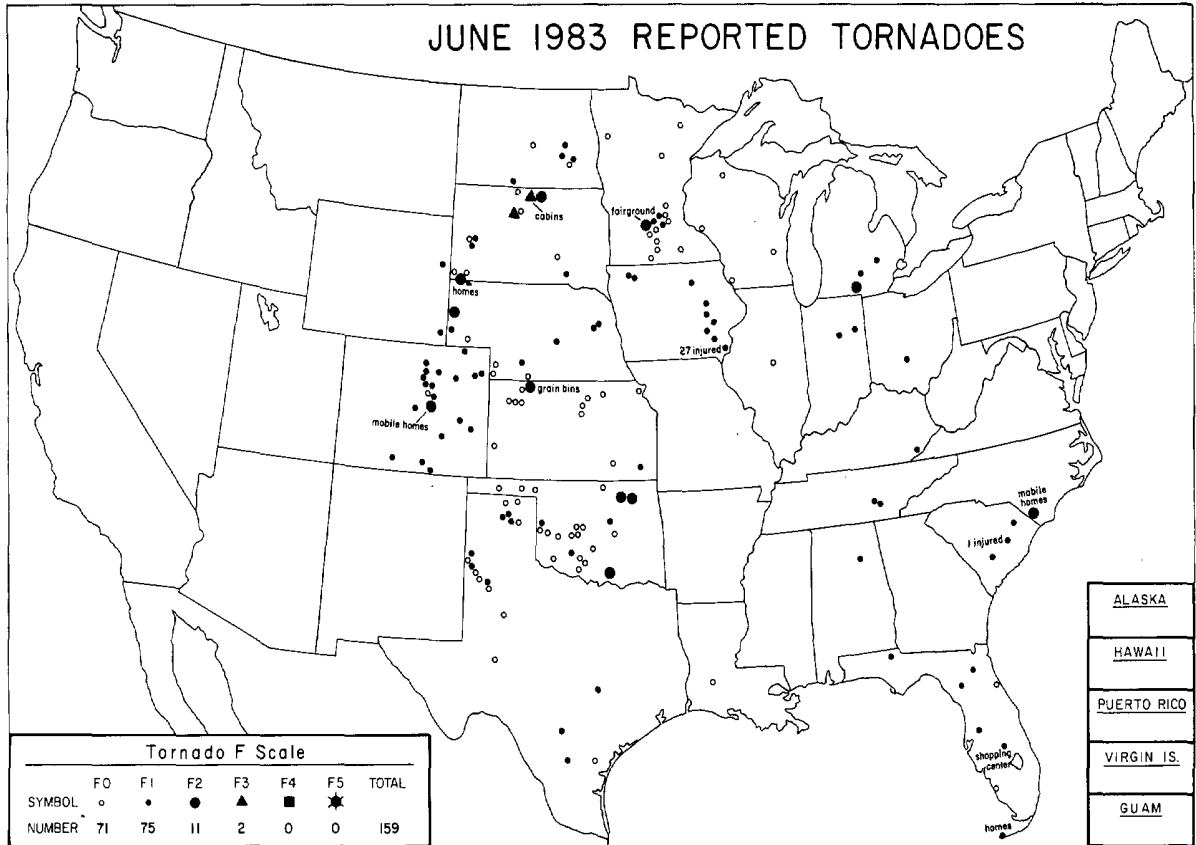 JUNE 1983 REPORTED TORNADOES
cabins
fairground
homes
27 injured
grain bins
mobile homes
mobile
homes
1 injured
shopping
center
homes
ALASKA
HAWAII
PUERTO RICO
VIRGIN IS.
GUAM
Tornado F Scale
F0 F1 F2 F3 F4 F5 TOTAL
SYMBOL
NUMBER 71 75 11 2 0 0 159